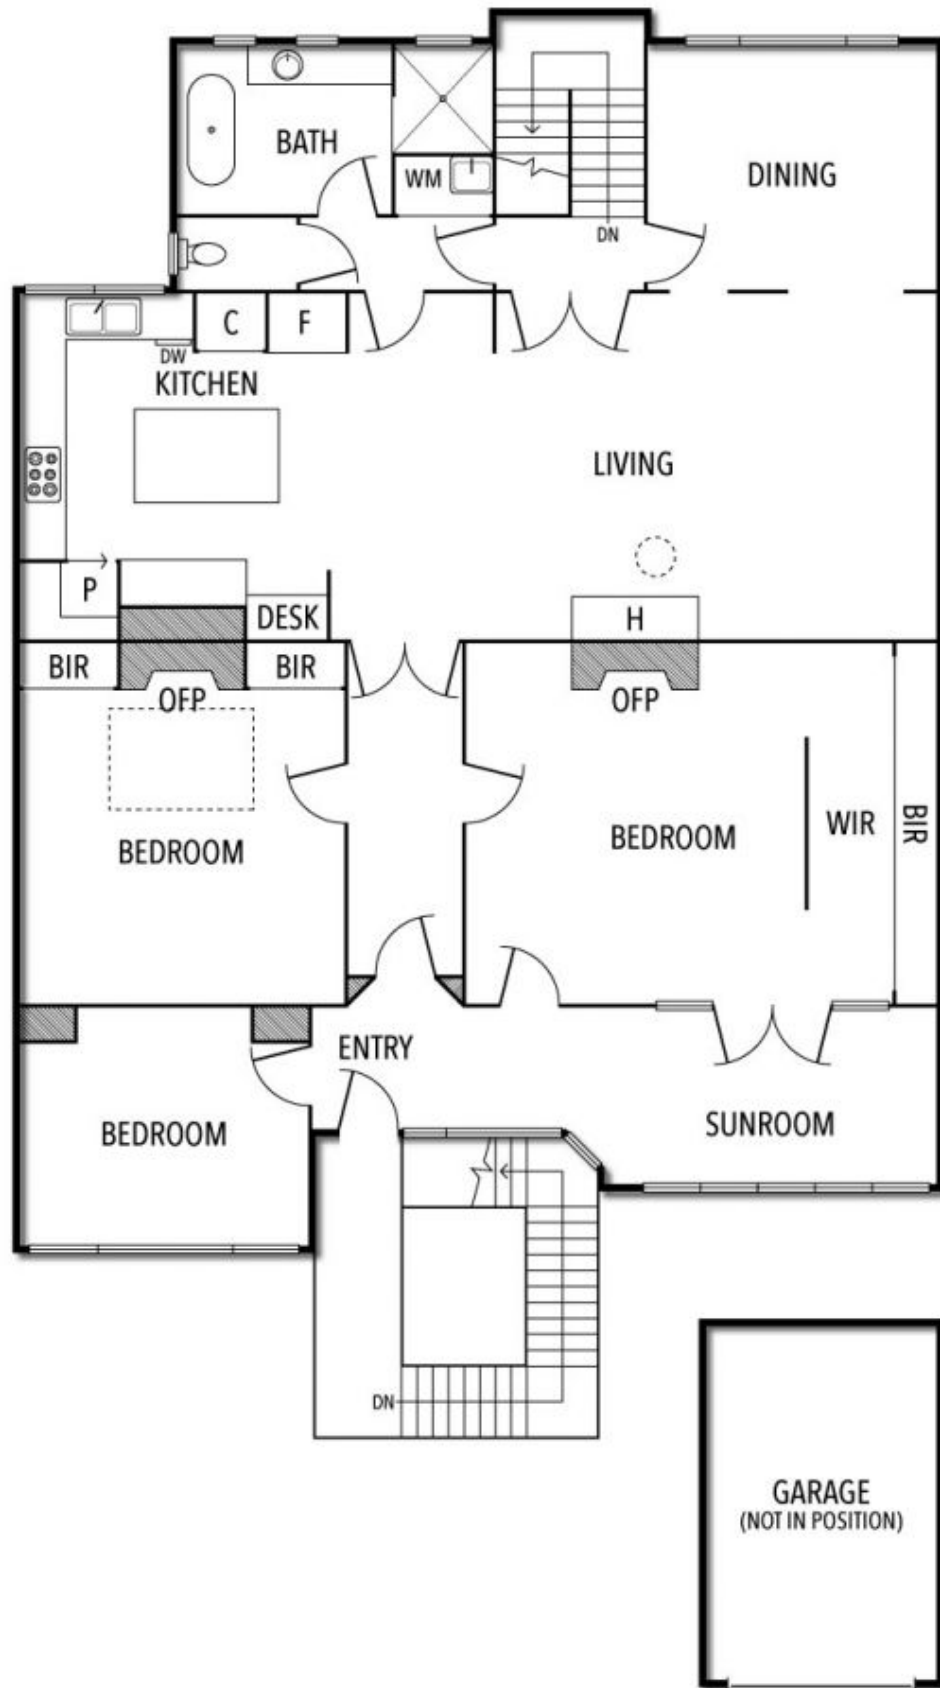 BATH
WM
DINING
DN
C
F
DW
KITCHEN
LIVING
P
DESK
H
BIR
BIR
OFP
OFP
BEDROOM
BEDROOM
WIR
BIR
ENTRY
BEDROOM
SUNROOM
DN
GARAGE
(NOT IN POSITION)